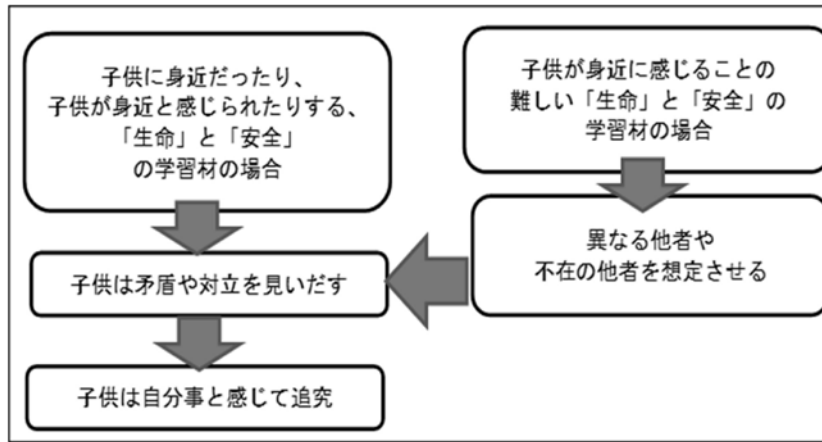 子供に身近だったり、
子供が身近と感じられたりする、
「生命」と「安全」
の学習材の場合
子供が身近に感じることの
難しい「生命」と「安全」の
学習材の場合
異なる他者や
不在の他者を想定させる
子供は矛盾や対立を見いだす
子供は自分事と感じて追究